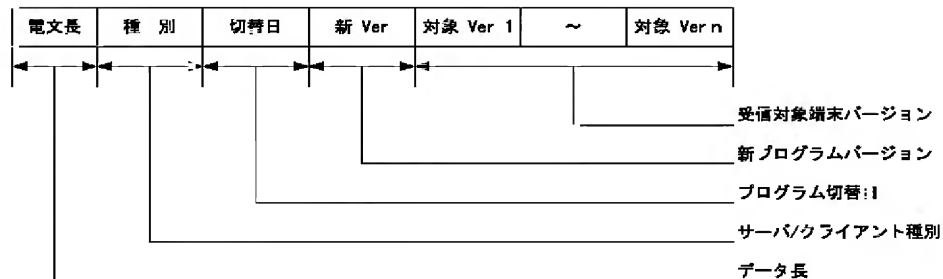 電文長 種 別 切替日 新 Ver 対象 Ver 1 ～ 対象 Ver n
受信対象端末バージョン
新プログラムバージョン
プログラム切替日
サーバ/クライアント種別
データ長